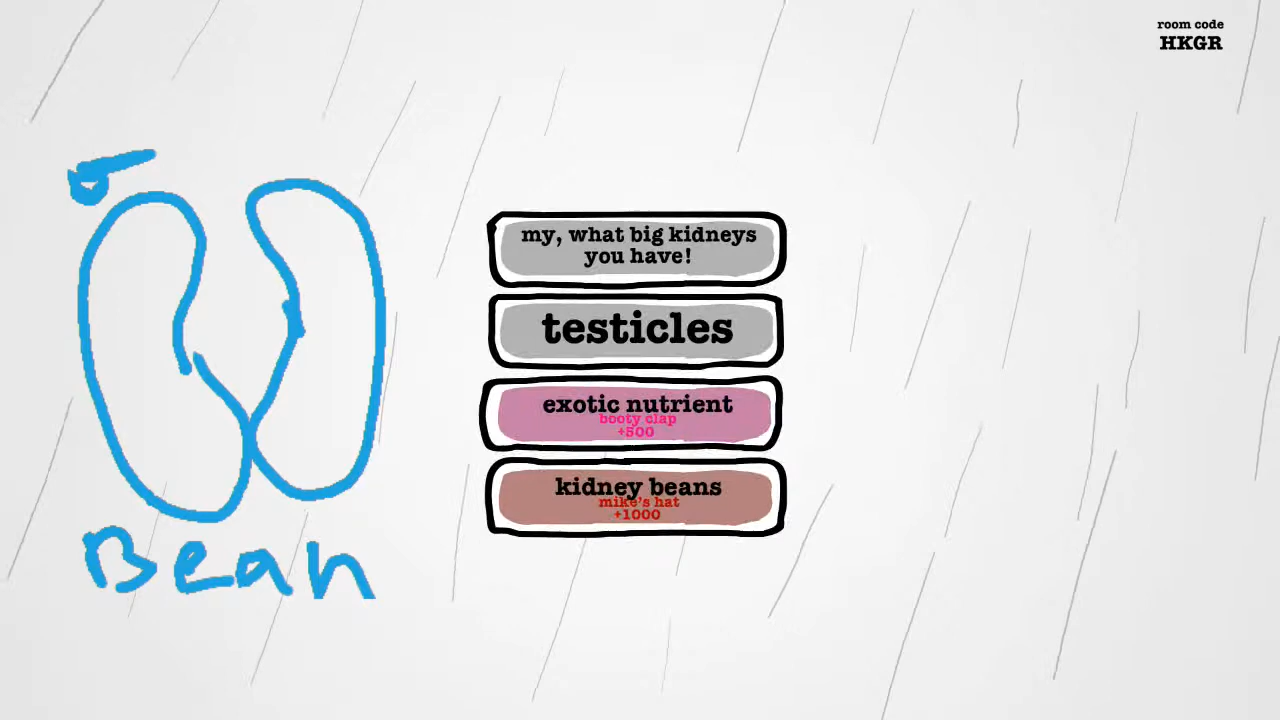 room code
HKGR
my, what big kidneys
you have!
testicles
exotic nutrient
booty clap
+500
kidney beans
mike's hat
+1000
Bean